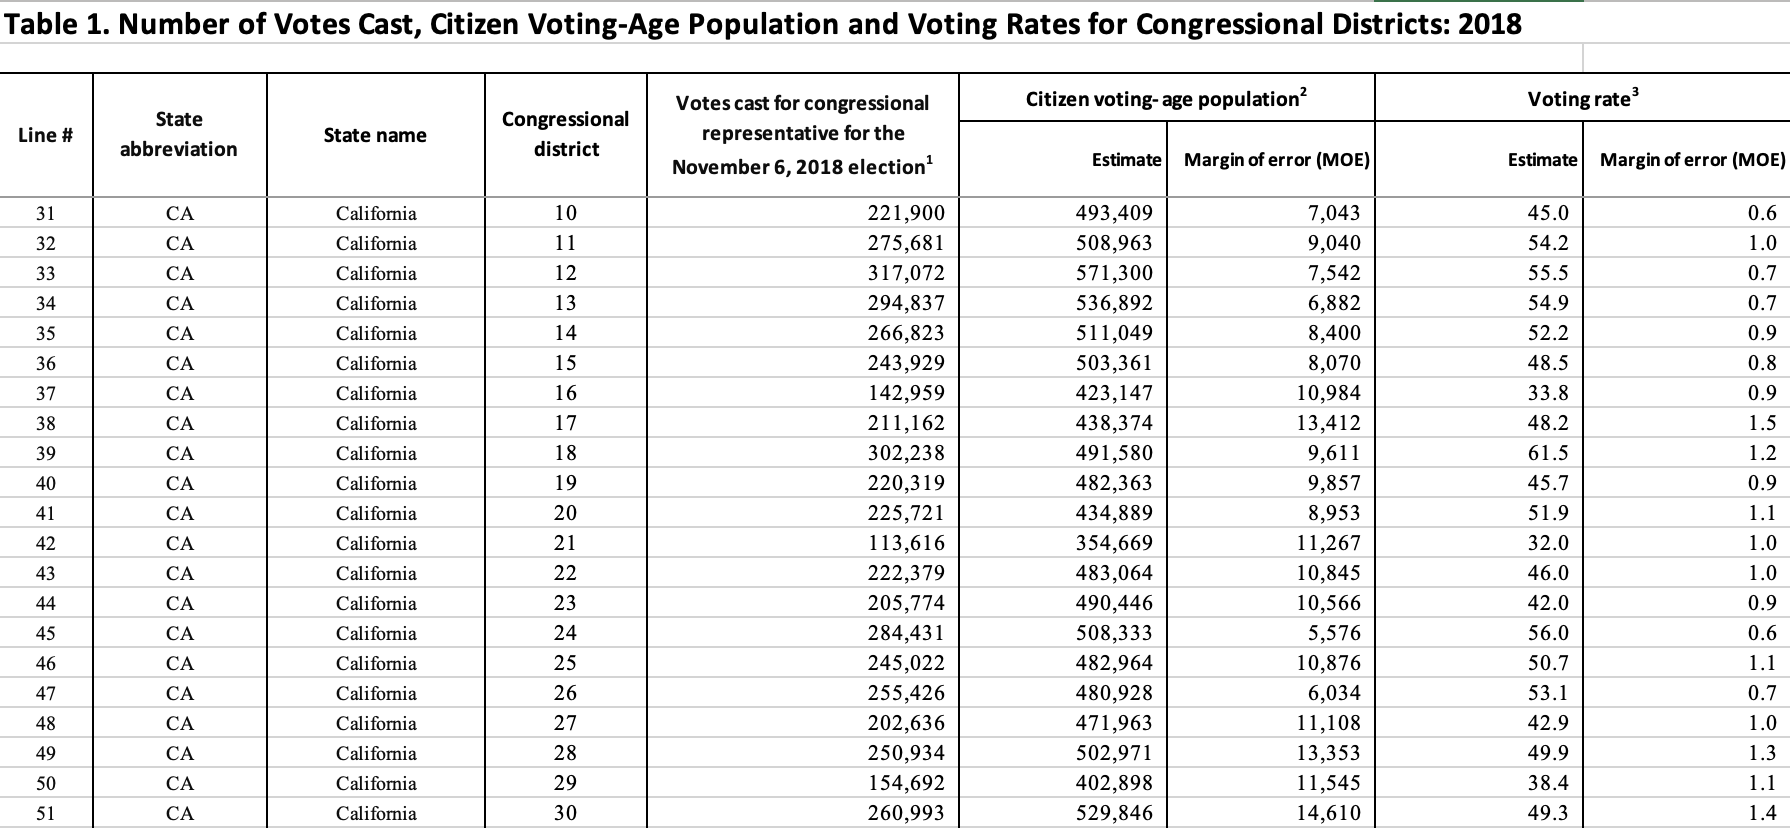 Table 1. Number of Votes Cast, Citizen Voting-Age Population and Voting Rates for Congressional Districts: 2018
Line # State abbreviation State name Congressional district Votes cast for congressional representative for the November 6, 2018 election1 Citizen voting- age population2 Voting rate3
Estimate Margin of error (MOE) Estimate Margin of error (MOE)
31 CA California 10 221,900 493,409 7,043 45.0 0.6
32 CA California 11 275,681 508,963 9,040 54.2 1.0
33 CA California 12 317,072 571,300 7,542 55.5 0.7
34 CA California 13 294,837 536,892 6,882 54.9 0.7
35 CA California 14 266,823 511,049 8,400 52.2 0.9
36 CA California 15 243,929 503,361 8,070 48.5 0.8
37 CA California 16 142,959 423,147 10,984 33.8 0.9
38 CA California 17 211,162 438,374 13,412 48.2 1.5
39 CA California 18 302,238 491,580 9,611 61.5 1.2
40 CA California 19 220,319 482,363 9,857 45.7 0.9
41 CA California 20 225,721 434,889 8,953 51.9 1.1
42 CA California 21 113,616 354,669 11,267 32.0 1.0
43 CA California 22 222,379 483,064 10,845 46.0 1.0
44 CA California 23 205,774 490,446 10,566 42.0 0.9
45 CA California 24 284,431 508,333 5,576 56.0 0.6
46 CA California 25 245,022 482,964 10,876 50.7 1.1
47 CA California 26 255,426 480,928 6,034 53.1 0.7
48 CA California 27 202,636 471,963 11,108 42.9 1.0
49 CA California 28 250,934 502,971 13,353 49.9 1.3
50 CA California 29 154,692 402,898 11,545 38.4 1.1
51 CA California 30 260,993 529,846 14,610 49.3 1.4